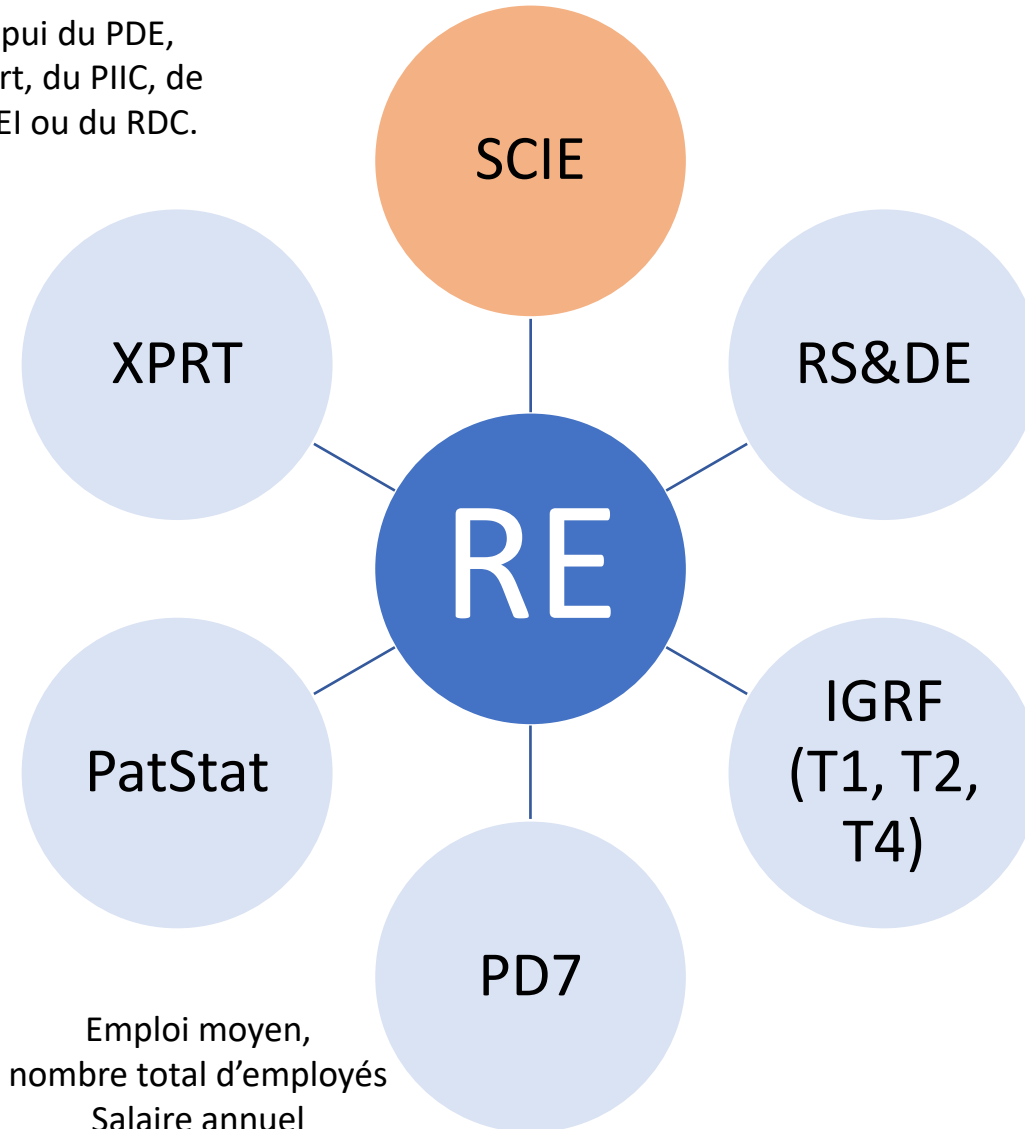 pui du PDE,
rt, du PIIC, de
EI ou du RDC.
SCIE
XPRT
RS&DE
RE
PatStat
IGRF
(T1, T2,
T4)
PD7
Emploi moyen,
nombre total d’employés
Salaire annuel